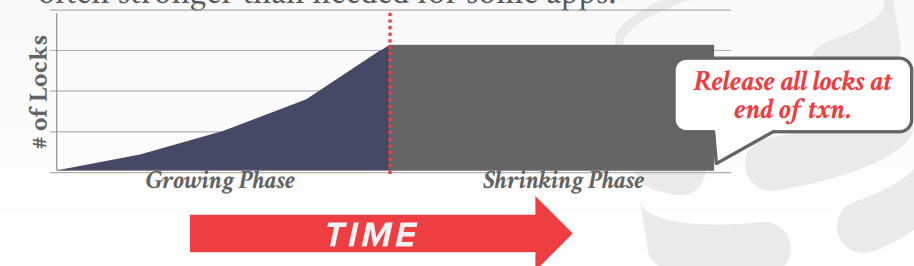 often stronger than needed for some apps.
# of Locks
Release all locks at
end of txn.
Growing Phase
Shrinking Phase
TIME